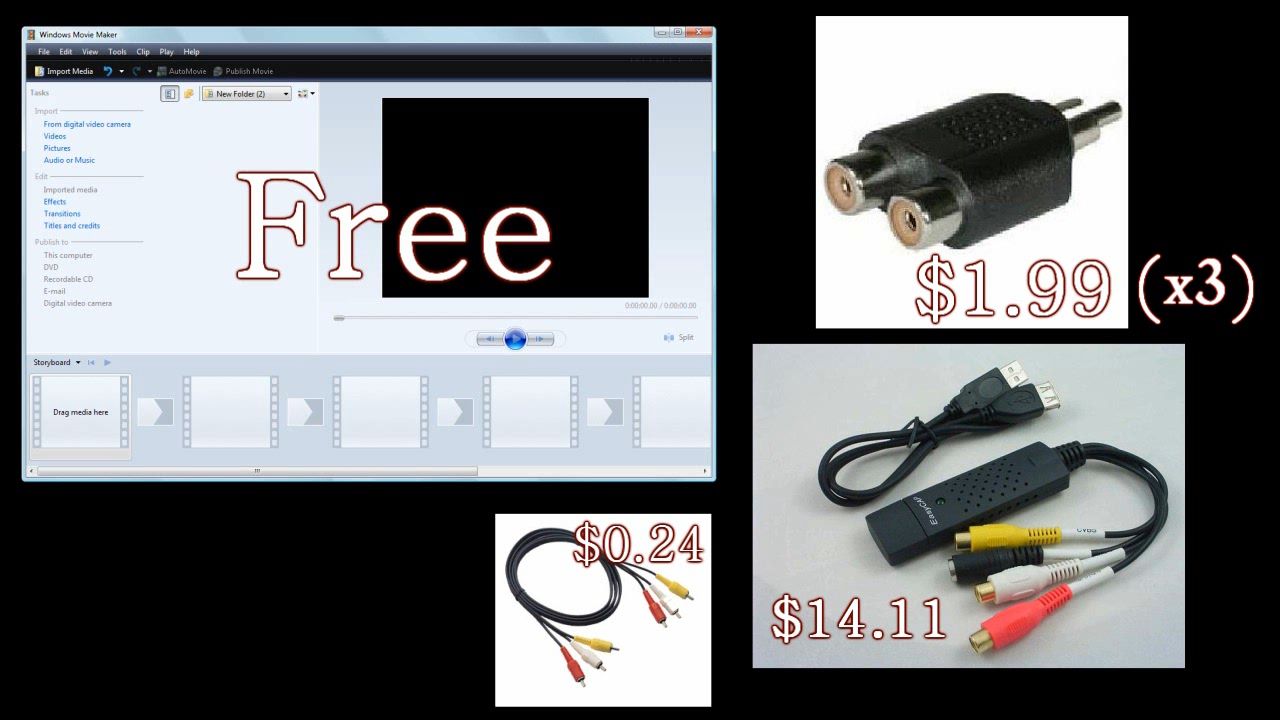 Windows Movie Maker
File Edit View Tools Clip Play Help
Import Media AutoMovie Publish Movie
Tasks
New Folder (2)
Import
From digital video camera
Videos
Pictures
Audio or Music
Edit
Imported media
Effects
Transitions
Titles and credits
Publish to
This computer
DVD
Recordable CD
E-mail
Digital video camera
Free
0:00:00.00 / 0:00:00.00
Split
Storyboard
Drag media here
$1.99 (x3)
$0.24
EasyCAP
$14.11